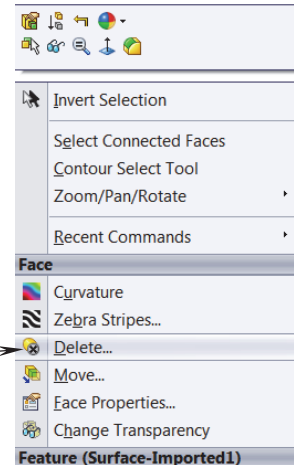 Invert Selection
Select Connected Faces
Contour Select Tool
Zoom/Pan/Rotate
Recent Commands
Face
Curvature
Zebra Stripes...
Delete...
Move...
Face Properties...
Change Transparency
Feature (Surface-Imported1)